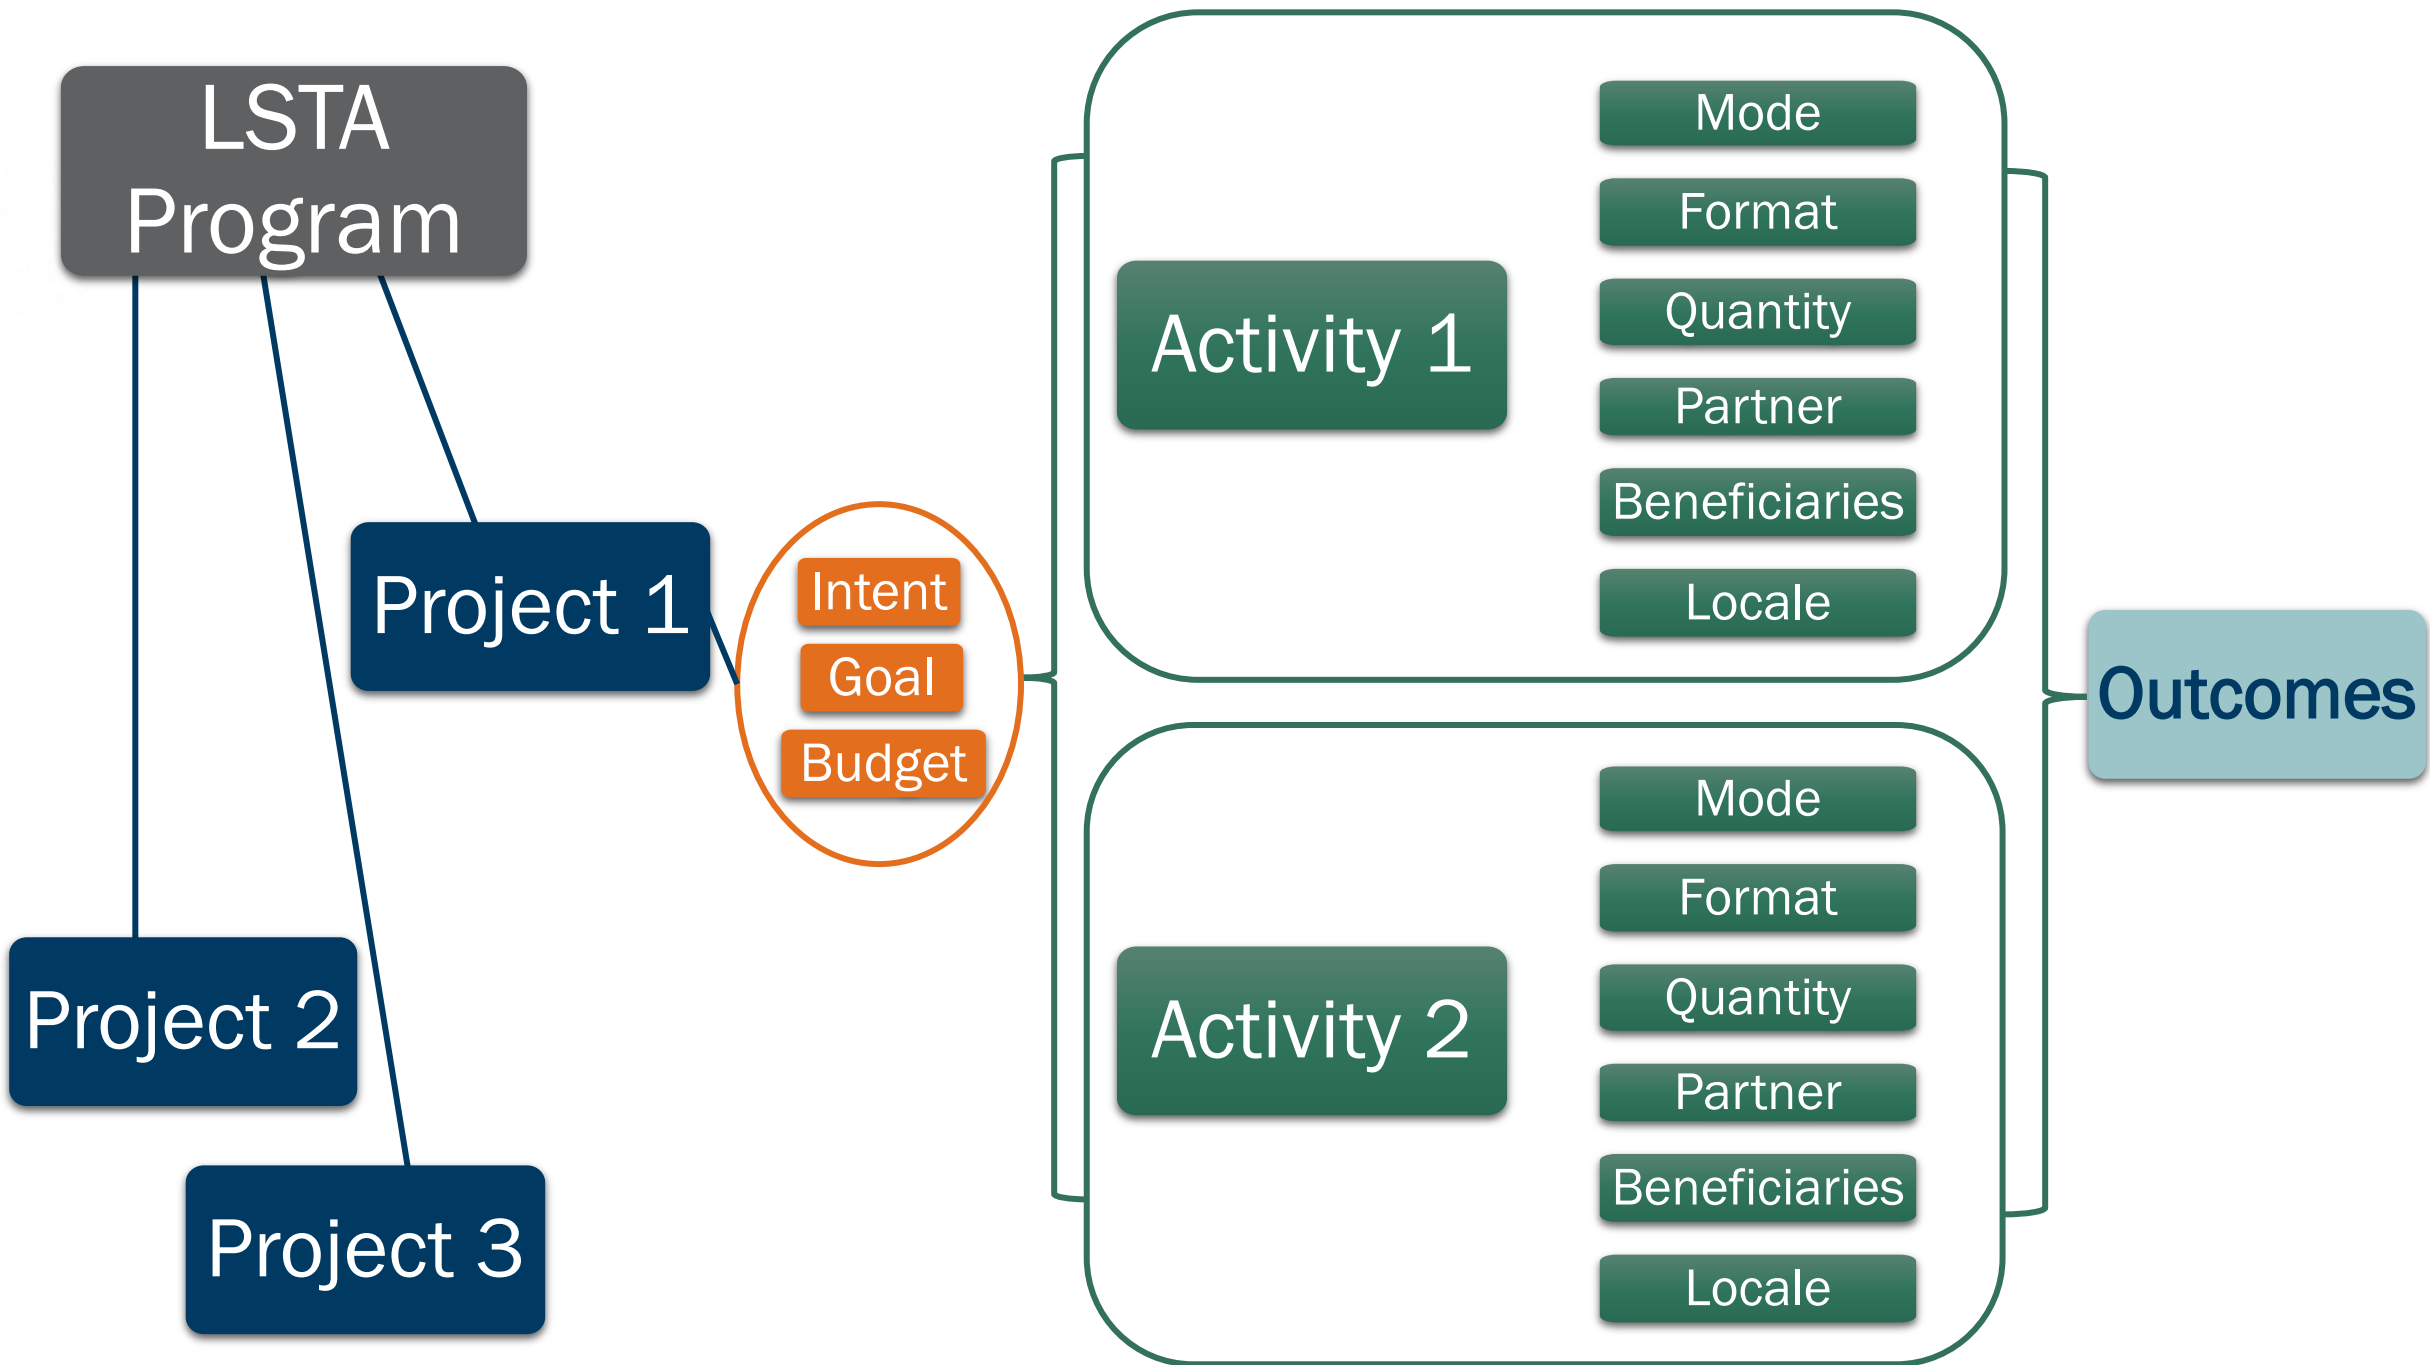 LSTA
Program
Project 1
Project 2
Project 3
Intent
Goal
Budget
Activity 1
Mode
Format
Quantity
Partner
Beneficiaries
Locale
Activity 2
Mode
Format
Quantity
Partner
Beneficiaries
Locale
Outcomes